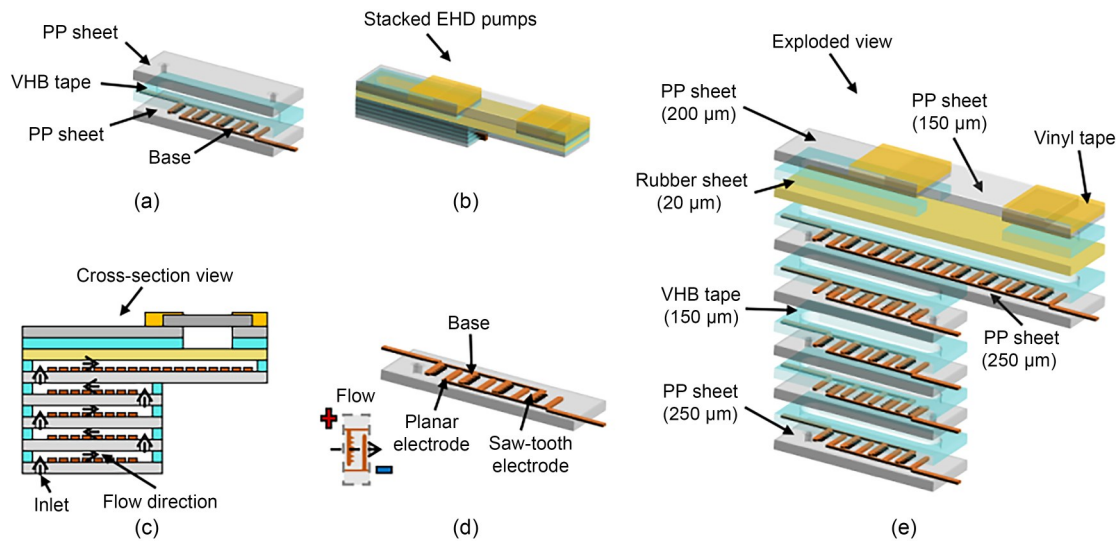 PP sheet
VHB tape
PP sheet
Base
(a)
Stacked EHD pumps
(b)
Cross-section view
Inlet
Flow direction
(c)
Base
Flow
+
Planar
electrode
Saw-tooth
electrode
−
(d)
Exploded view
PP sheet
(200 μm)
PP sheet
(150 μm)
Vinyl tape
Rubber sheet
(20 μm)
VHB tape
(150 μm)
PP sheet
(250 μm)
PP sheet
(250 μm)
(e)